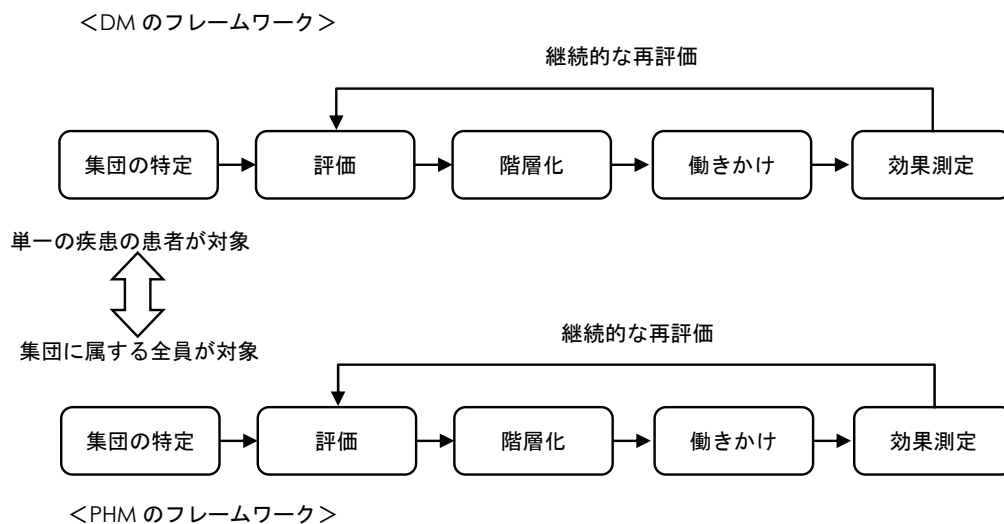 <DM のフレームワーク>
継続的な再評価
集団の特定
評価
階層化
働きかけ
効果測定
単一の疾患の患者が対象
集団に属する全員が対象
継続的な再評価
集団の特定
評価
階層化
働きかけ
効果測定
<PHM のフレームワーク>